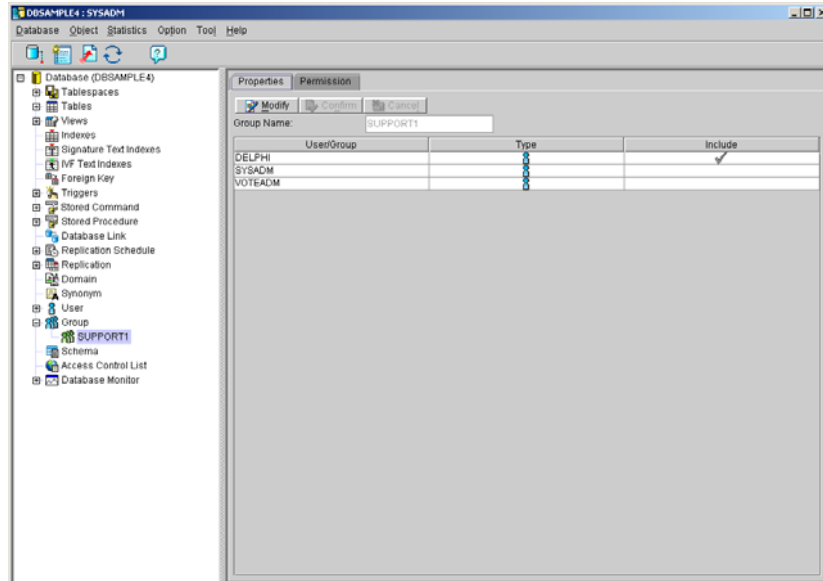 DBSAMPLE4 : SYSADM
Database Object Statistics Option Tool Help
Database (DBSAMPLE4)
Tablespaces
Tables
Views
Indexes
Signature Text Indexes
IVF Text Indexes
Foreign Key
Triggers
Stored Command
Stored Procedure
Database Link
Replication Schedule
Replication
Domain
Synonym
User
Group
SUPPORT1
Schema
Access Control List
Database Monitor
Properties Permission
Modify Confirm Cancel
Group Name: SUPPORT1
User/Group Type Include
DELPHI
SYSADM
VOTEADM